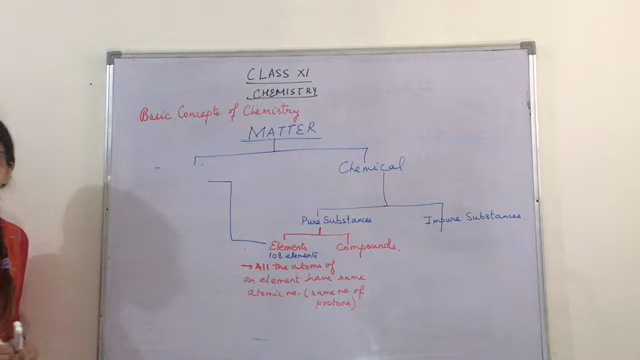 CLASS XI
CHEMISTRY
Basic Concepts of Chemistry
MATTER
Chemical
Pure Substances
Impure Substances
Elements
Compounds.
108 elements
→ All the atoms of
an element have same
atomic no. (same no. of
protons)